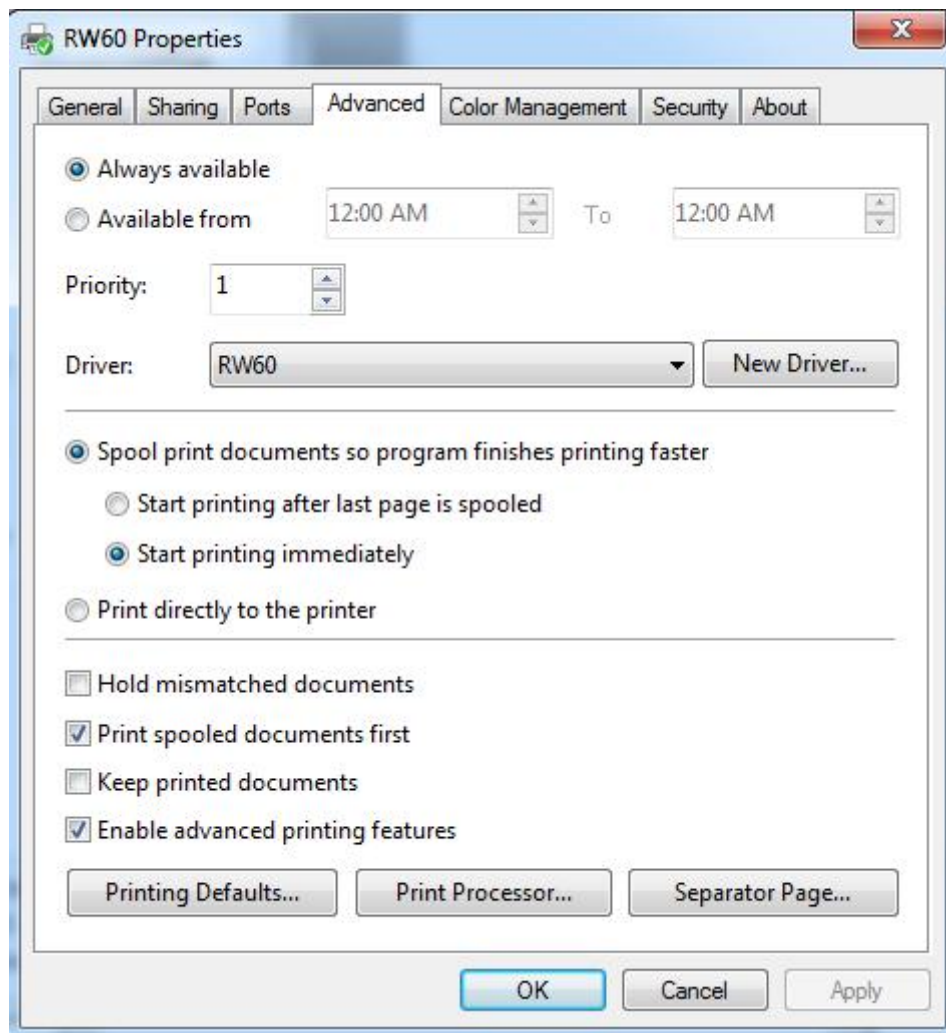 RW60 Properties
General Sharing Ports Advanced Color Management Security About
Always available
Available from 12:00 AM To 12:00 AM
Priority: 1
Driver: RW60 New Driver...
Spool print documents so program finishes printing faster
Start printing after last page is spooled
Start printing immediately
Print directly to the printer
Hold mismatched documents
Print spooled documents first
Keep printed documents
Enable advanced printing features
Printing Defaults... Print Processor... Separator Page...
OK Cancel Apply